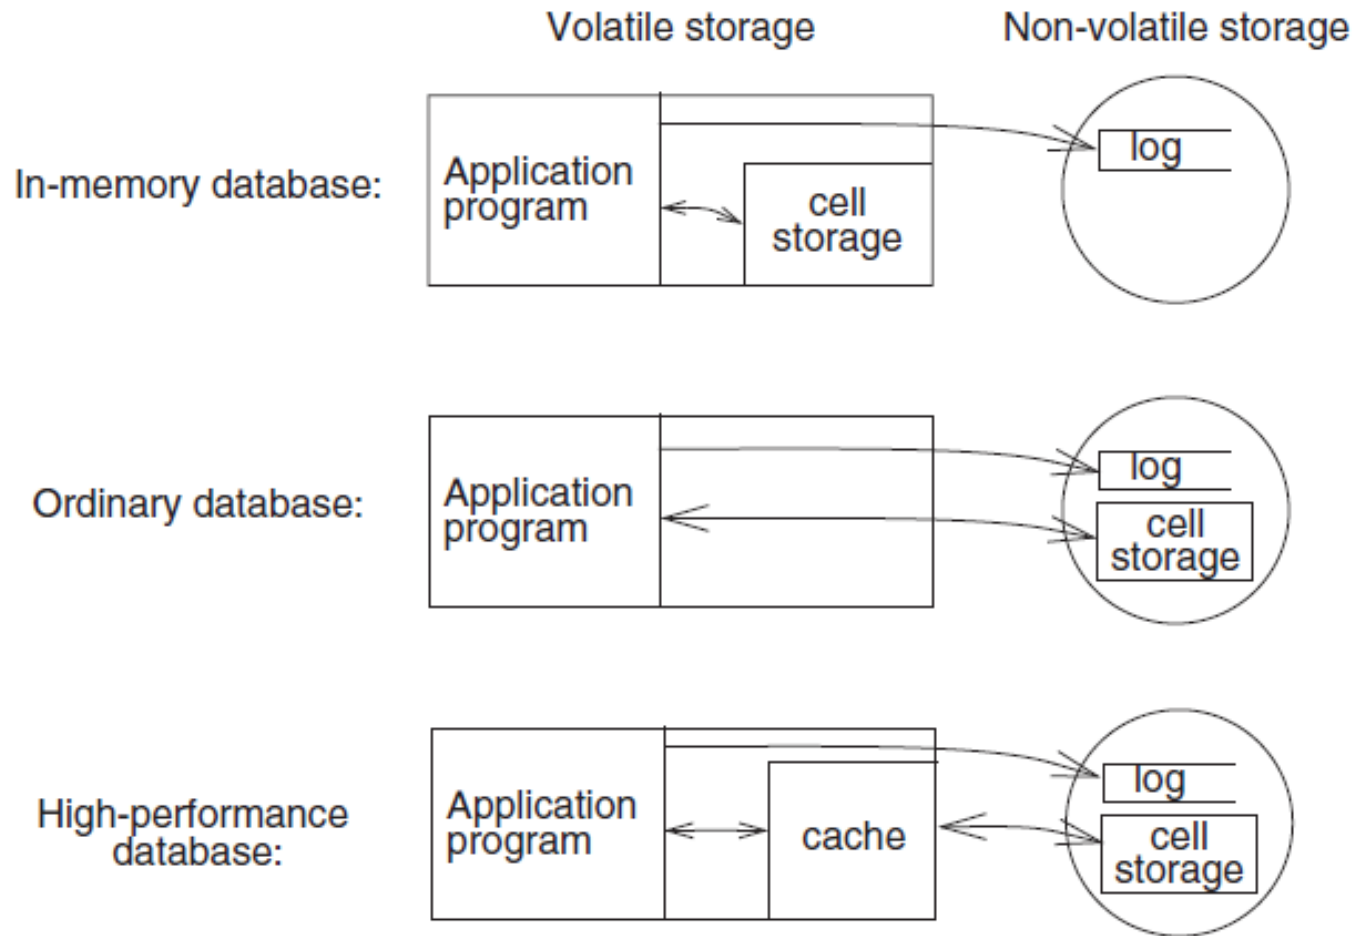 Volatile storage
Non-volatile storage
In-memory database:
Application
program
cell
storage
log
Ordinary database:
Application
program
log
cell
storage
High-performance
database:
Application
program
cache
log
cell
storage